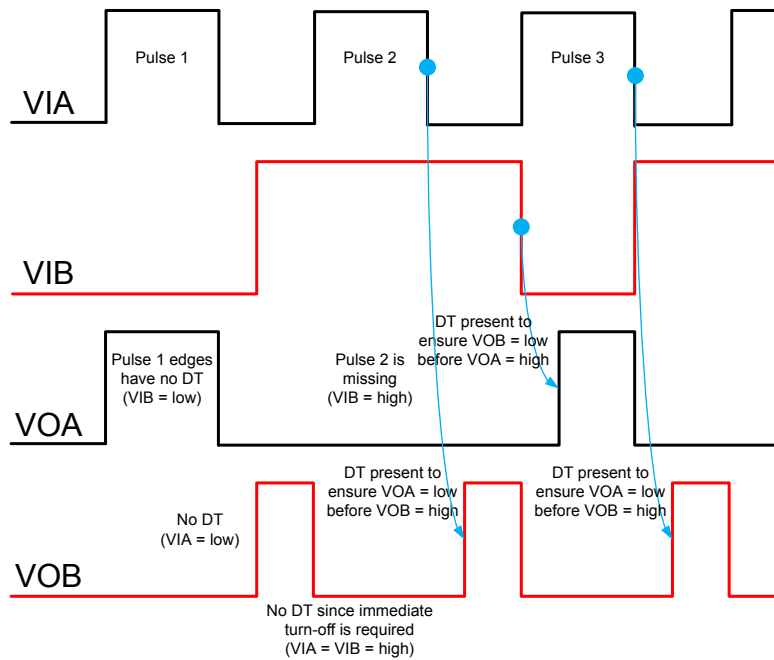 Pulse 1
Pulse 2
Pulse 3
VIA
VIB
DT present to
ensure VOB = low
before VOA = high
Pulse 1 edges
have no DT
(VIB = low)
Pulse 2 is
missing
(VIB = high)
VOA
DT present to
ensure VOA = low
before VOB = high
DT present to
ensure VOA = low
before VOB = high
No DT
(VIA = low)
VOB
No DT since immediate
turn-off is required
(VIA = VIB = high)